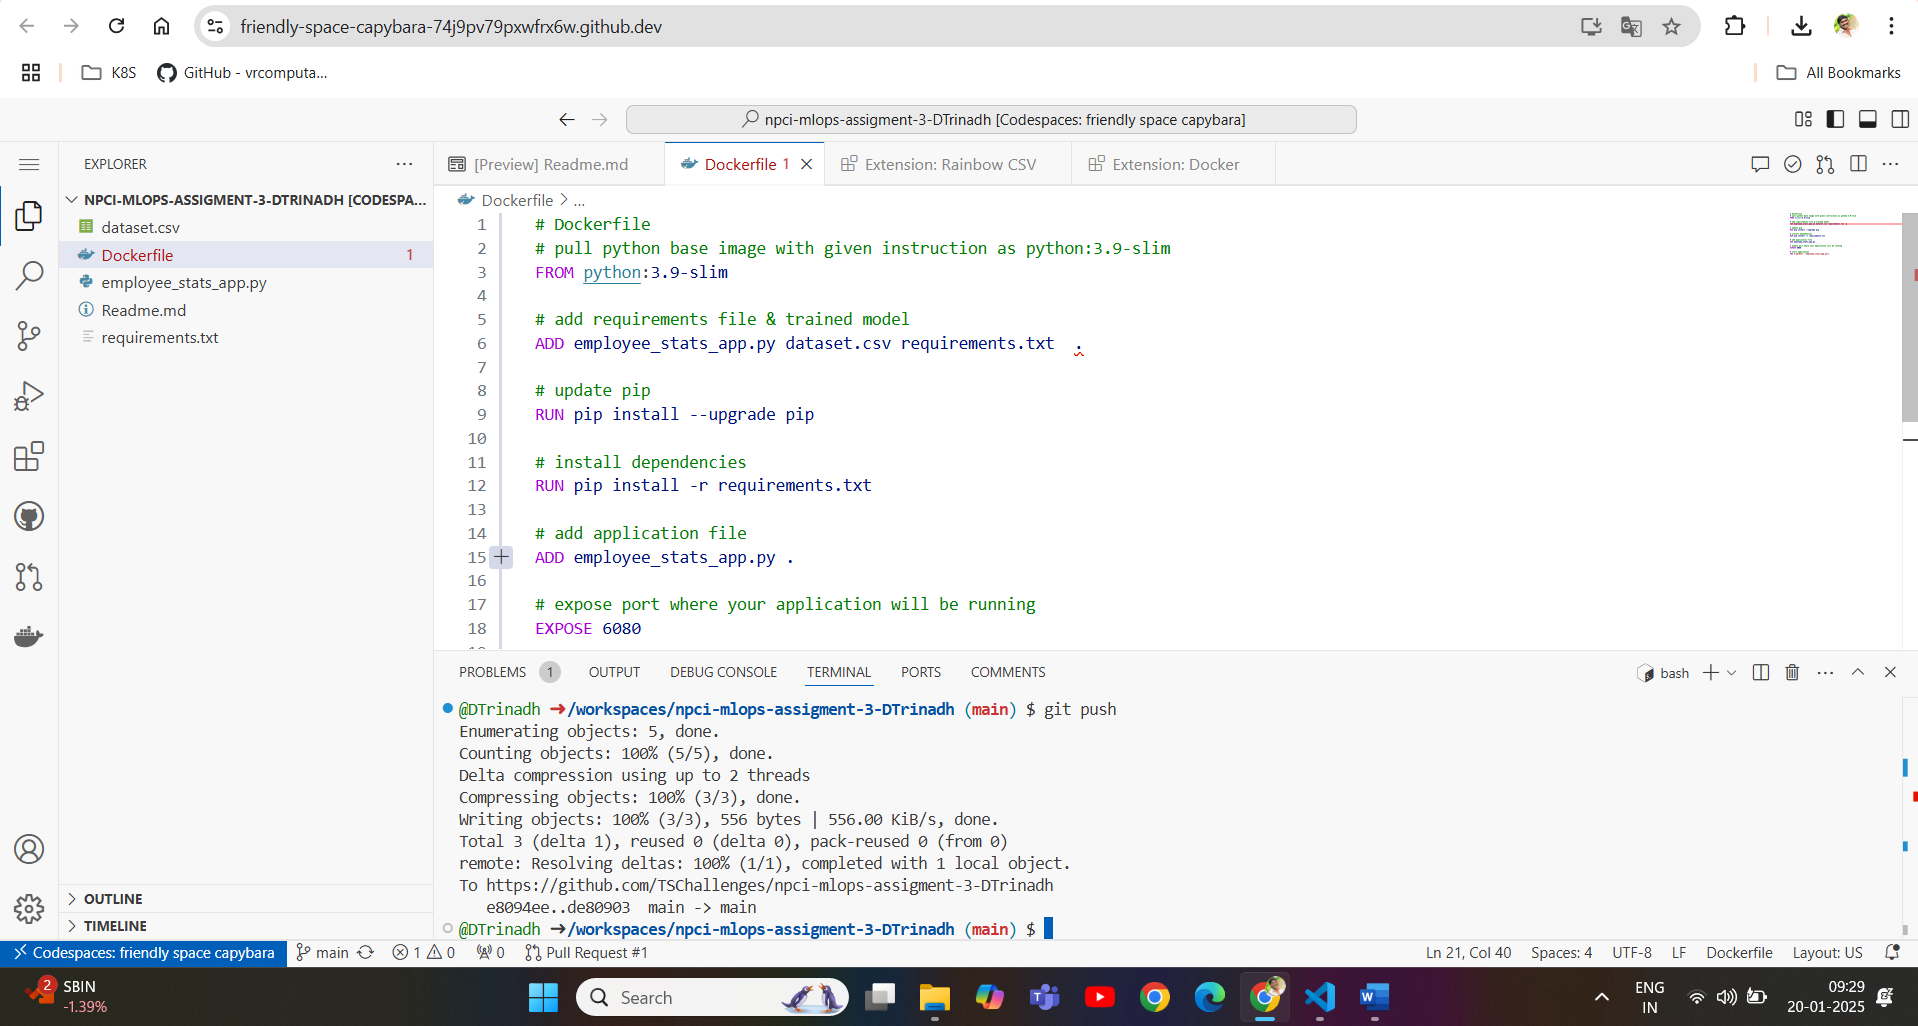 friendly-space-capybara-74j9pv79pxwfrx6w.github.dev
K8S
GitHub - vrcomputa...
All Bookmarks
npci-mlops-assigment-3-DTrinadh [Codespaces: friendly space capybara]
EXPLORER
NPCI-MLOPS-ASSIGMENT-3-DTRINADH [CODESPA...
dataset.csv
Dockerfile 1
employee_stats_app.py
Readme.md
requirements.txt
OUTLINE
TIMELINE
[Preview] Readme.md
Dockerfile 1
Extension: Rainbow CSV
Extension: Docker
Dockerfile > ...
1 # Dockerfile
2 # pull python base image with given instruction as python:3.9-slim
3 FROM python:3.9-slim
4
5 # add requirements file & trained model
6 ADD employee_stats_app.py dataset.csv requirements.txt  .
7
8 # update pip
9 RUN pip install --upgrade pip
10
11 # install dependencies
12 RUN pip install -r requirements.txt
13
14 # add application file
15 ADD employee_stats_app.py .
16
17 # expose port where your application will be running
18 EXPOSE 6080
PROBLEMS 1
OUTPUT
DEBUG CONSOLE
TERMINAL
PORTS
COMMENTS
bash
@DTrinadh ➜/workspaces/npci-mlops-assigment-3-DTrinadh (main) $ git push
Enumerating objects: 5, done.
Counting objects: 100% (5/5), done.
Delta compression using up to 2 threads
Compressing objects: 100% (3/3), done.
Writing objects: 100% (3/3), 556 bytes | 556.00 KiB/s, done.
Total 3 (delta 1), reused 0 (delta 0), pack-reused 0 (from 0)
remote: Resolving deltas: 100% (1/1), completed with 1 local object.
To https://github.com/TSChallenges/npci-mlops-assigment-3-DTrinadh
e8094ee..de80903  main -> main
@DTrinadh ➜/workspaces/npci-mlops-assigment-3-DTrinadh (main) $
Codespaces: friendly space capybara
main
1 0
0
Pull Request #1
Ln 21, Col 40
Spaces: 4
UTF-8
LF
Dockerfile
Layout: US
2
SBIN
-1.39%
Search
ENG
IN
09:29
20-01-2025